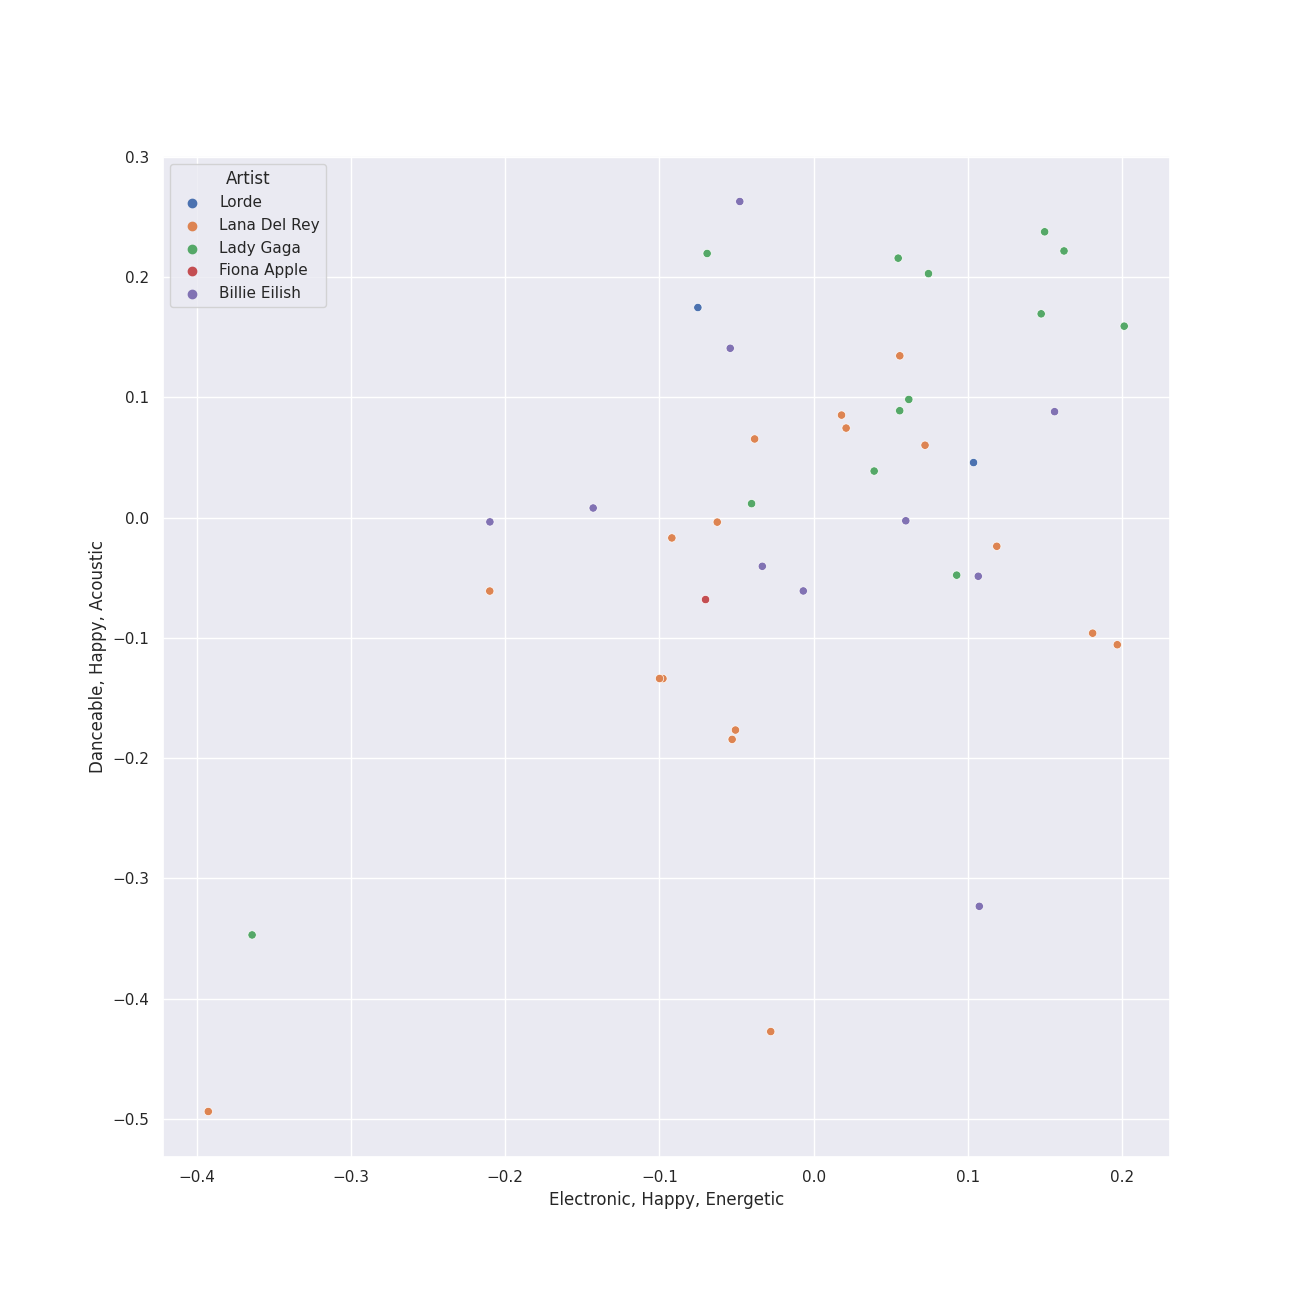 0.3
Artist
Lorde
Lana Del Rey
Lady Gaga
Fiona Apple
Billie Eilish
0.2
0.1
0.0
−0.1
−0.2
−0.3
−0.4
−0.5
Danceable, Happy, Acoustic
−0.4 −0.3 −0.2 −0.1 0.0 0.1 0.2
Electronic, Happy, Energetic